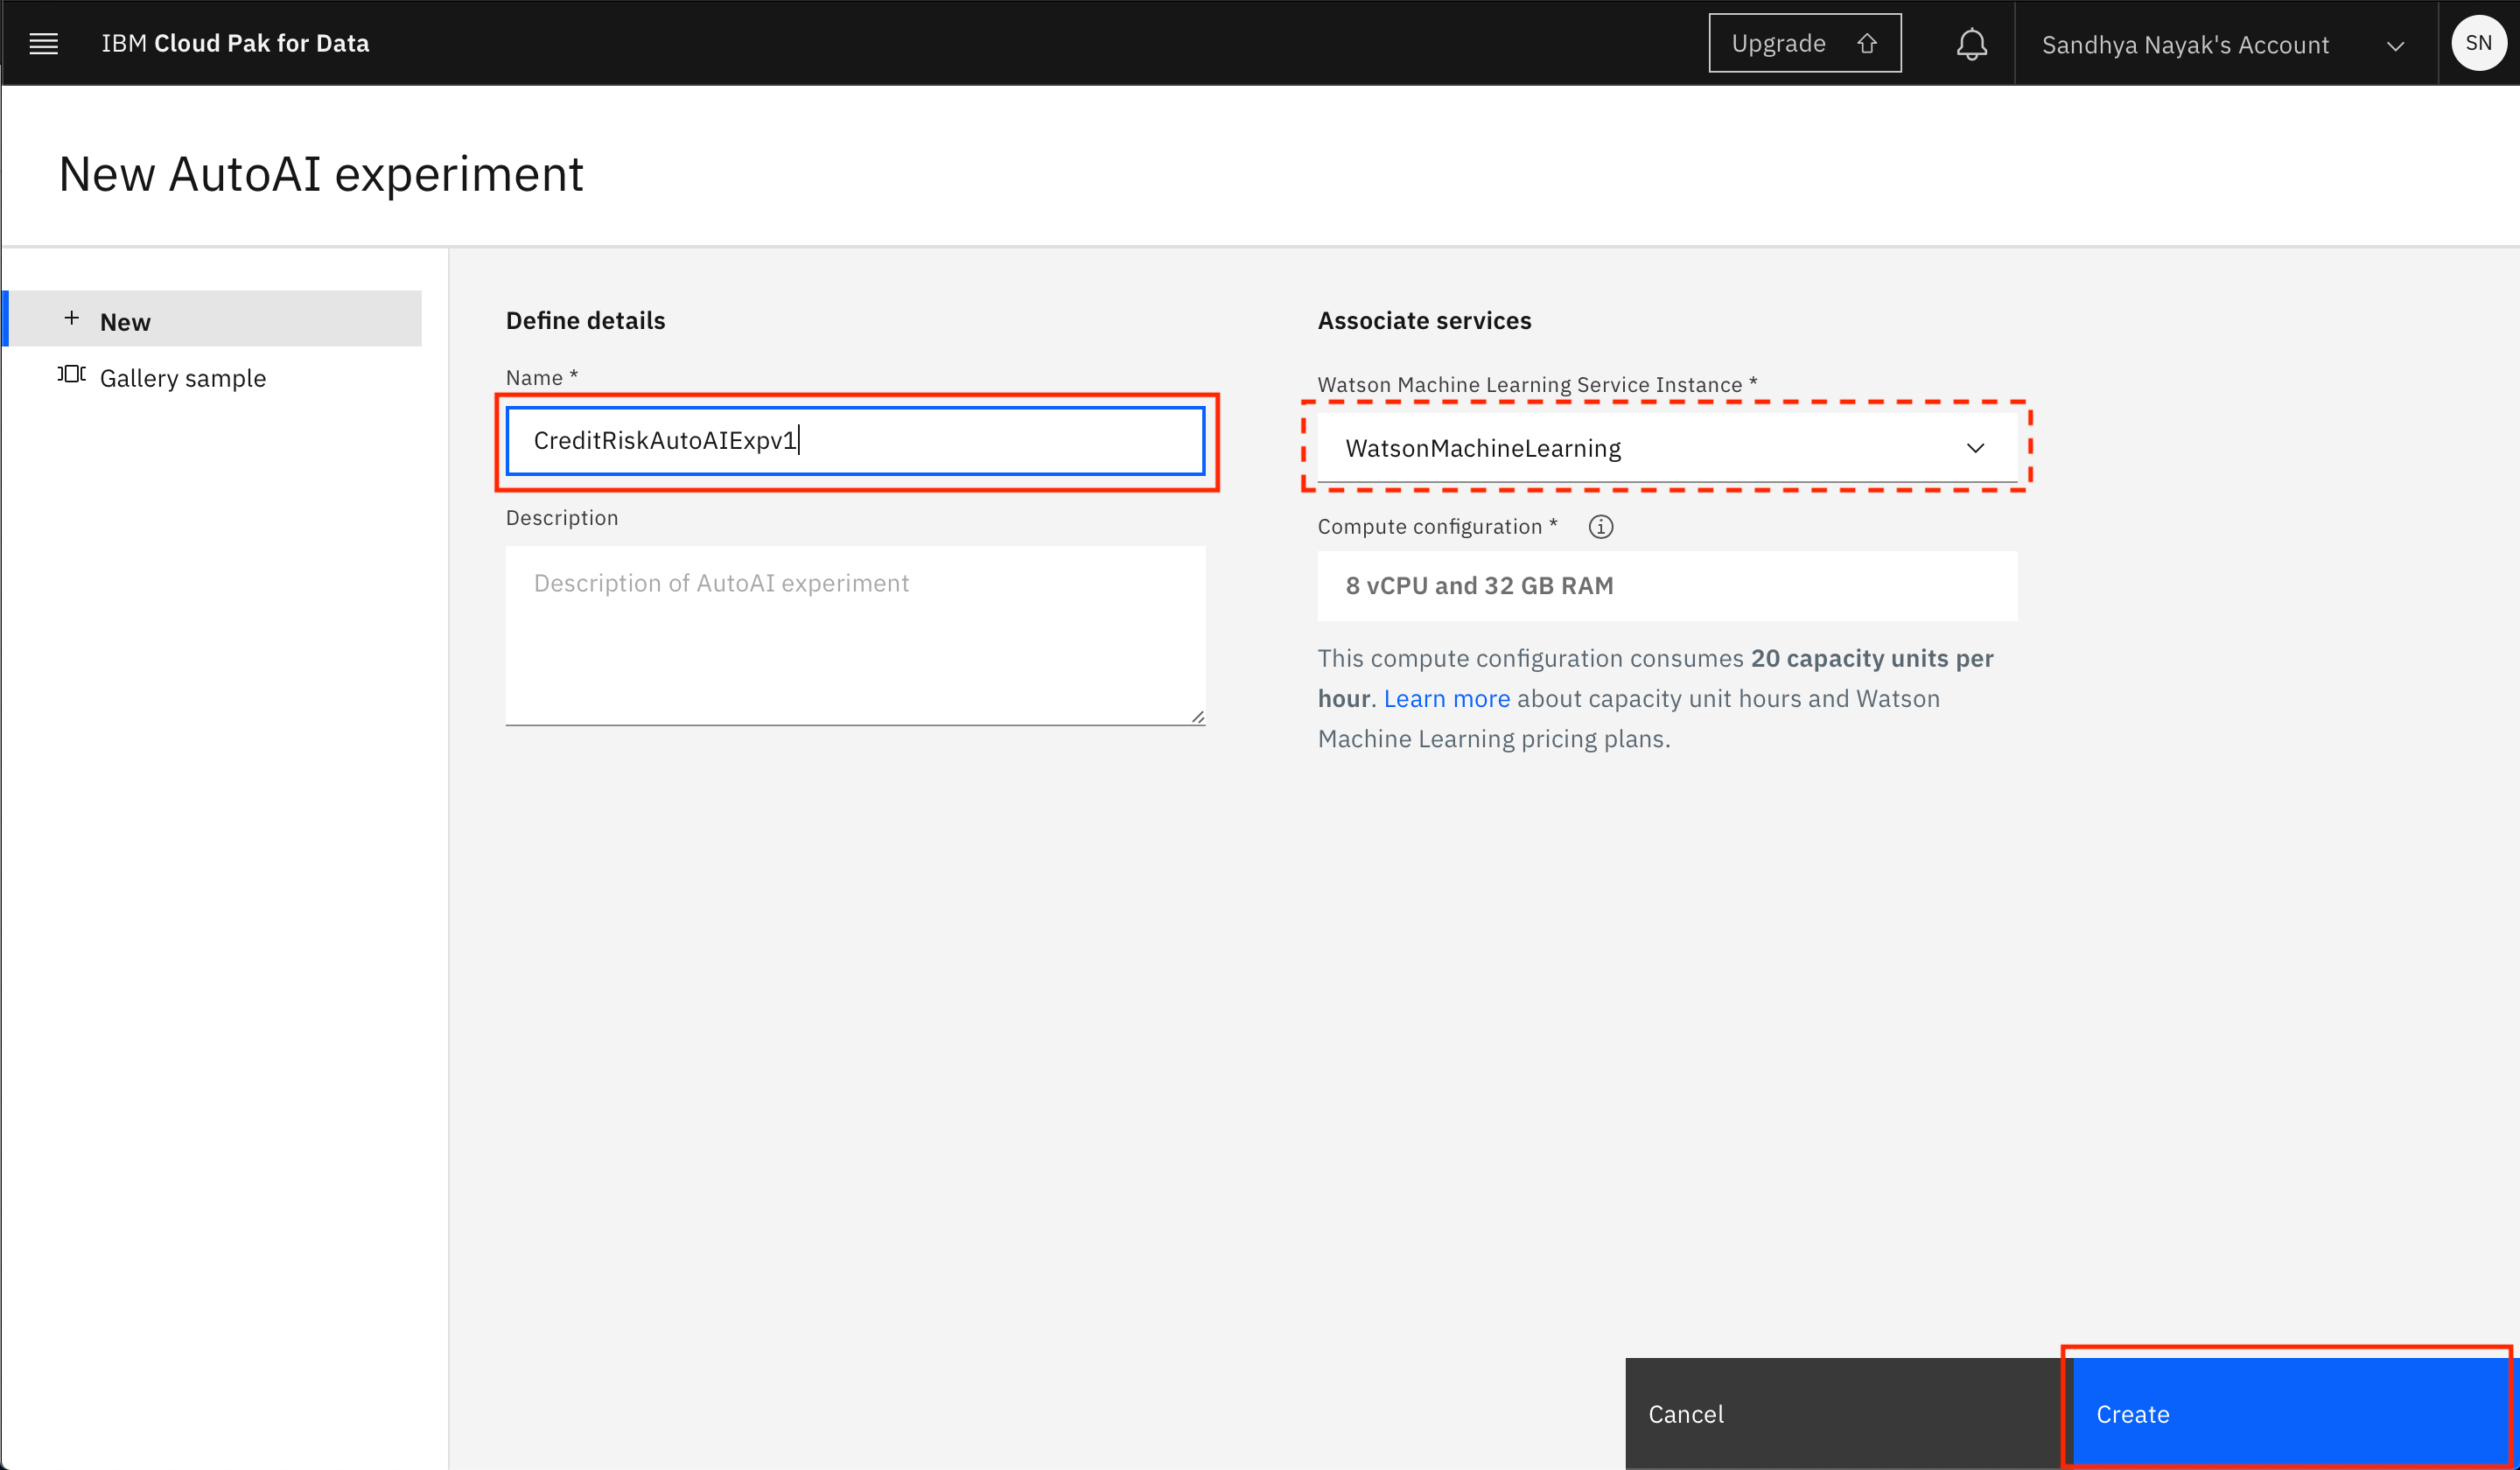 IBM Cloud Pak for Data
Upgrade
Sandhya Nayak's Account
SN
New AutoAI experiment
New
Gallery sample
Define details
Name *
CreditRiskAutoAIExpv1
Description
Description of AutoAI experiment
Associate services
Watson Machine Learning Service Instance *
WatsonMachineLearning
Compute configuration *
8 vCPU and 32 GB RAM
This compute configuration consumes 20 capacity units per
hour. Learn more about capacity unit hours and Watson
Machine Learning pricing plans.
Cancel
Create